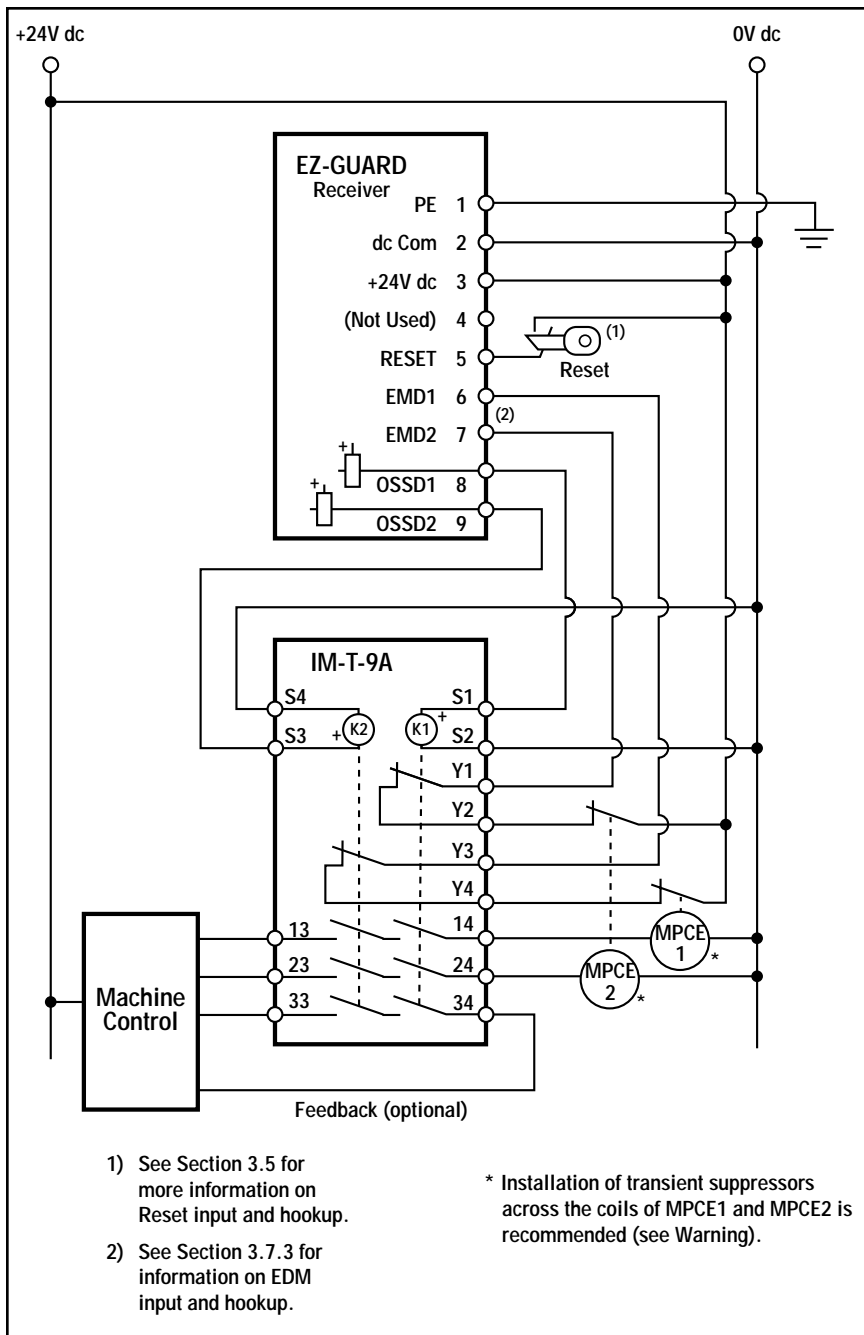 +24V dc
0V dc
EZ-GUARD
Receiver
PE 1
dc Com 2
+24V dc 3
(Not Used) 4
RESET 5
(1)
Reset
EMD1 6
(2)
EMD2 7
+
OSSD1 8
+
OSSD2 9
IM-T-9A
S4
S1
K2
K1
+
+
S3
S2
Y1
Y2
Y3
Y4
13
14
MPCE
1
*
23
24
MPCE
2
*
33
34
Machine
Control
Feedback (optional)
1) See Section 3.5 for
more information on
Reset input and hookup.
2) See Section 3.7.3 for
information on EDM
input and hookup.
* Installation of transient suppressors
across the coils of MPCE1 and MPCE2 is
recommended (see Warning).